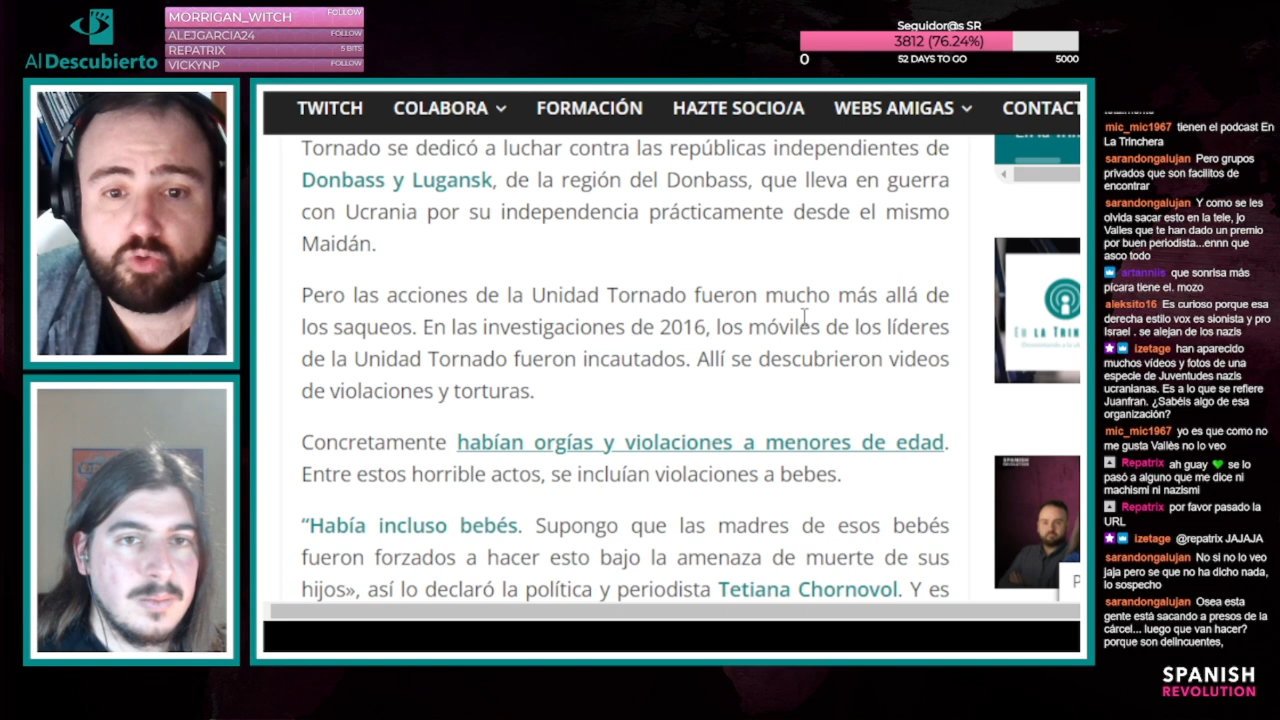 Al Descubierto
MORRIGAN_WITCH FOLLOW
ALEJGARCIA24 FOLLOW
REPATRIX 5 BITS
VICKYNP FOLLOW
Seguidor@s SR
3812 (76.24%)
0 52 DAYS TO GO 5000
TWITCH COLABORA FORMACIÓN HAZTE SOCIO/A WEBS AMIGAS CONTACT
Tornado se dedicó a luchar contra las repúblicas independientes de
Donbass y Lugansk, de la región del Donbass, que lleva en guerra
con Ucrania por su independencia prácticamente desde el mismo
Maidán.
Pero las acciones de la Unidad Tornado fueron mucho más allá de
los saqueos. En las investigaciones de 2016, los móviles de los líderes
de la Unidad Tornado fueron incautados. Allí se descubrieron videos
de violaciones y torturas.
Concretamente habían orgías y violaciones a menores de edad.
Entre estos horrible actos, se incluían violaciones a bebes.
“Había incluso bebés. Supongo que las madres de esos bebés
fueron forzados a hacer esto bajo la amenaza de muerte de sus
hijos», así lo declaró la política y periodista Tetiana Chornovol. Y es
EN LA TRIN
P
mic_mic1967 tienen el podcast En
La Trinchera
sarandongalujan Pero grupos
privados que son facilitos de
encontrar
sarandongalujan Y como se les
olvida sacar esto en la tele, jo
Valles que te han dado un premio
por buen periodista...ennn que
asco todo
artanniis que sonrisa más
pícara tiene el. mozo
aleksito16 Es curioso porque esa
derecha estilo vox es sionista y pro
Israel . se alejan de los nazis
izetage han aparecido
muchos vídeos y fotos de una
especie de Juventudes nazis
ucranianas. Es a lo que se refiere
Juanfran. ¿Sabéis algo de esa
organización?
mic_mic1967 yo es que como no
me gusta Vallès no lo veo
Repatrix ah guay 💚 se lo
pasó a alguno que me dice ni
machismi ni nazismi
Repatrix por favor pasado la
URL
izetage @repatrix JAJAJA
sarandongalujan No si no lo veo
jaja pero se que no ha dicho nada,
lo sospecho
sarandongalujan Osea esta
gente está sacando a presos de la
cárcel... luego que van hacer?
porque son delincuentes,
SPANISH
REVOLUTION